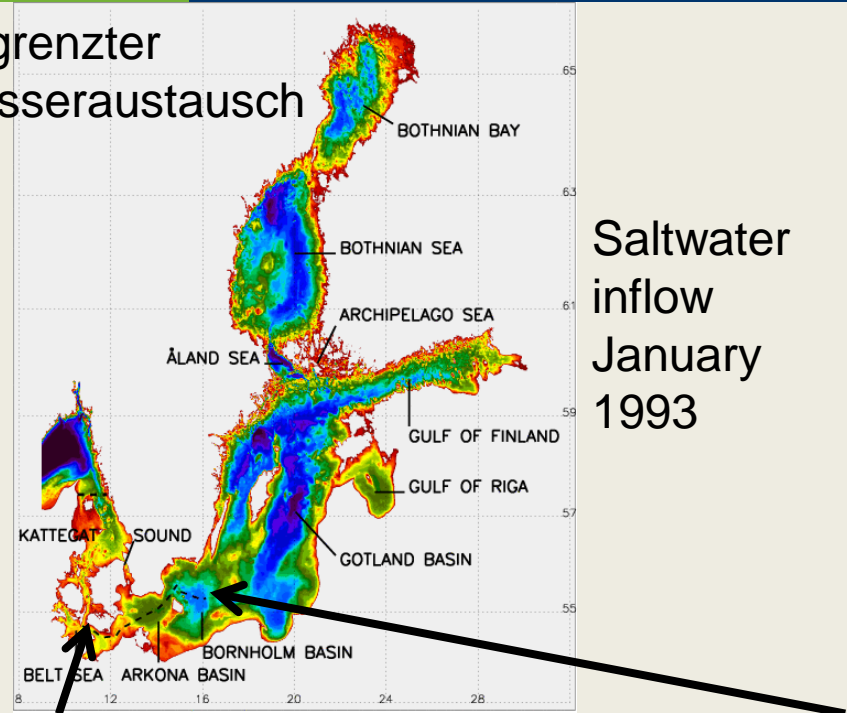 grenzter
sseraustausch
65
BOTHNIAN BAY
63
BOTHNIAN SEA
Saltwater
inflow
January
1993
61
ARCHIPELAGO SEA
ÅLAND SEA
59
GULF OF FINLAND
GULF OF RIGA
57
KATTEGAT
SOUND
GOTLAND BASIN
55
BORNHOLM BASIN
BELT SEA
ARKONA BASIN
8 12 16 20 24 28